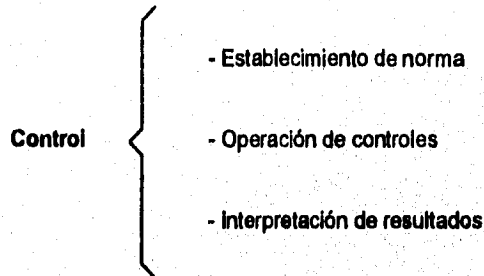 - Establecimiento de norma
Control - Operación de controles
- interpretación de resultados